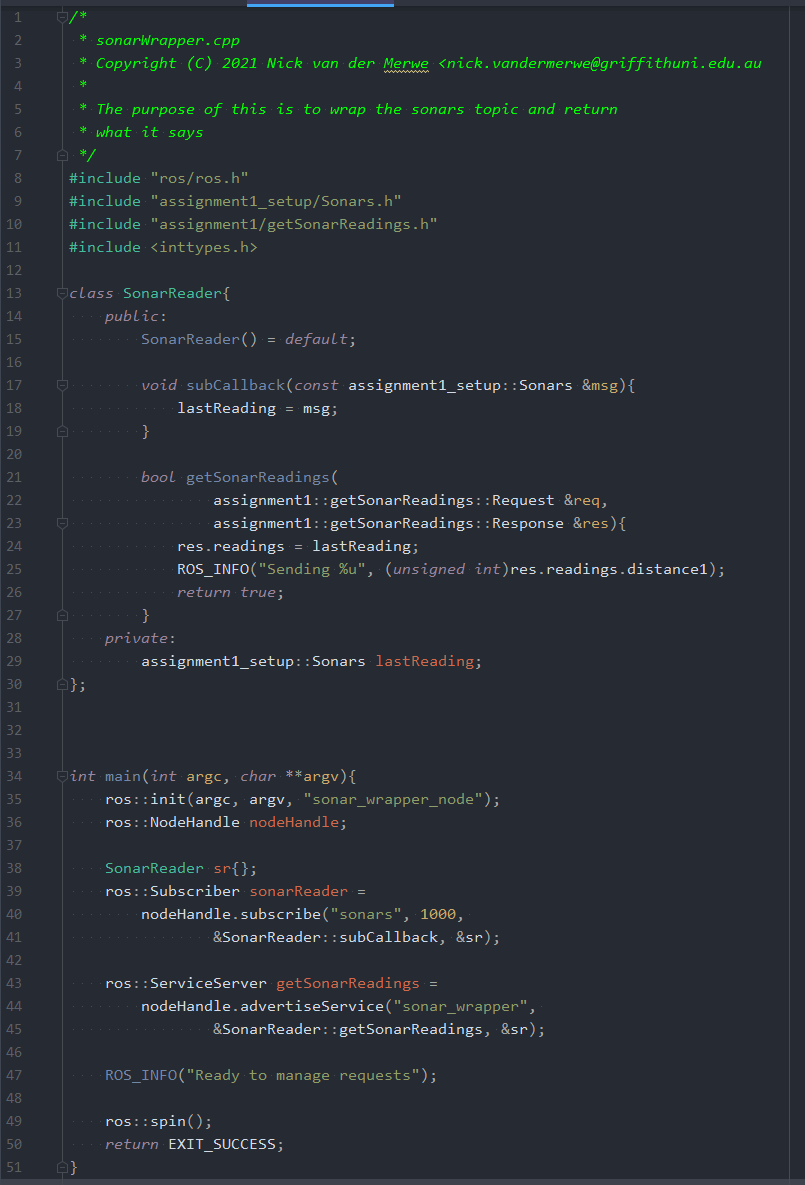 1 /*
2  * sonarWrapper.cpp
3  * Copyright (C) 2021 Nick van der Merwe <nick.vandermerwe@griffithuni.edu.au
4  *
5  * The purpose of this is to wrap the sonars topic and return
6  * what it says
7  */
8 #include "ros/ros.h"
9 #include "assignment1_setup/Sonars.h"
10 #include "assignment1/getSonarReadings.h"
11 #include <inttypes.h>
12
13 class SonarReader{
14     public:
15         SonarReader() = default;
16
17         void subCallback(const assignment1_setup::Sonars &msg){
18             lastReading = msg;
19         }
20
21         bool getSonarReadings(
22                 assignment1::getSonarReadings::Request &req,
23                 assignment1::getSonarReadings::Response &res){
24             res.readings = lastReading;
25             ROS_INFO("Sending %u", (unsigned int)res.readings.distance1);
26             return true;
27         }
28     private:
29         assignment1_setup::Sonars lastReading;
30 };
31
32
33
34 int main(int argc, char **argv){
35     ros::init(argc, argv, "sonar_wrapper_node");
36     ros::NodeHandle nodeHandle;
37
38     SonarReader sr{};
39     ros::Subscriber sonarReader =
40         nodeHandle.subscribe("sonars", 1000,
41                 &SonarReader::subCallback, &sr);
42
43     ros::ServiceServer getSonarReadings =
44         nodeHandle.advertiseService("sonar_wrapper",
45                 &SonarReader::getSonarReadings, &sr);
46
47     ROS_INFO("Ready to manage requests");
48
49     ros::spin();
50     return EXIT_SUCCESS;
51 }